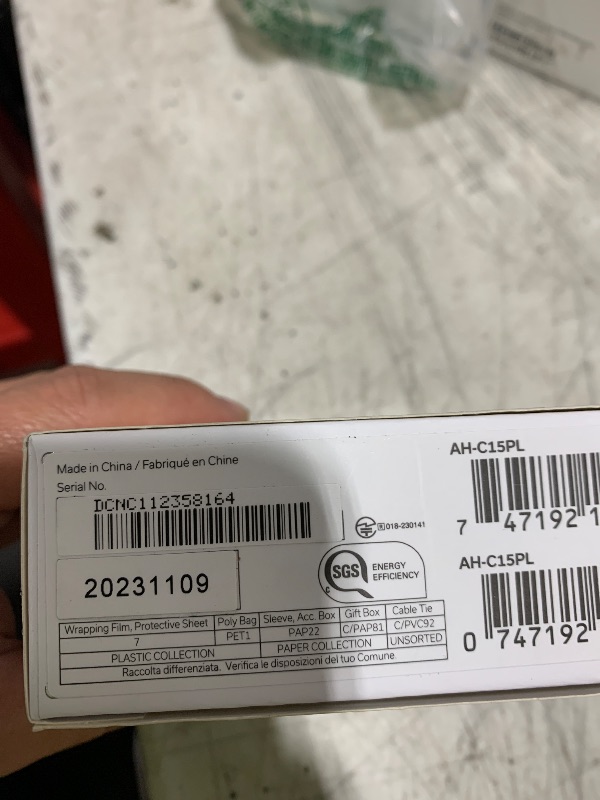 Made in China / Fabriqué en Chine
Serial No.
DCNC112358164
R 018-230141
20231109
SGS ENERGY EFFICIENCY
C
Wrapping Film, Protective Sheet Poly Bag Sleeve, Acc. Box Gift Box Cable Tie
7 PET1 PAP22 C/PAP81 C/PVC92
PLASTIC COLLECTION PAPER COLLECTION UNSORTED
Raccolta differenziata. Verifica le disposizioni del tuo Comune.
AH-C15PL
7 47192 1
AH-C15PL
0 747192